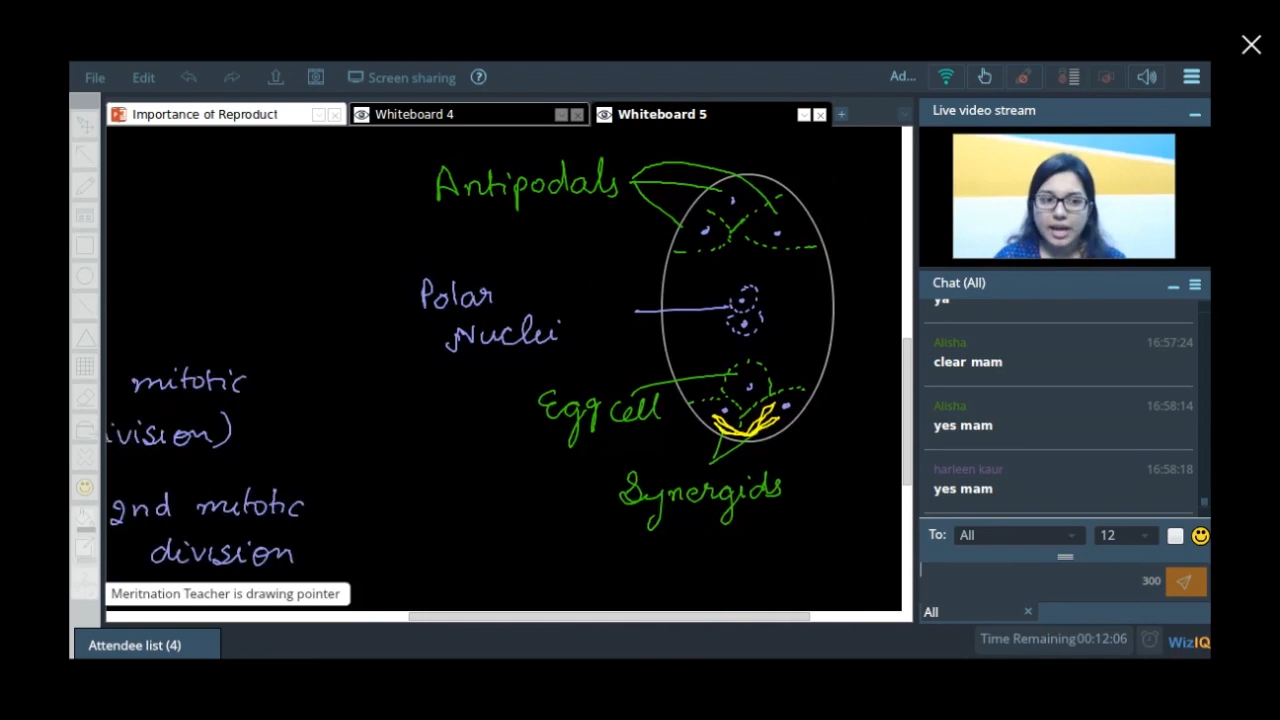 File Edit Screen sharing ? Ad...
Importance of Reproduct
Whiteboard 4
Whiteboard 5
Antipodals
Polar
Nuclei
mitotic
ivision)
Egg cell
2nd mitotic
division
Synergids
Meritnation Teacher is drawing pointer
Attendee list (4)
Live video stream
Chat (All)
ya
Alisha 16:57:24
clear mam
Alisha 16:58:14
yes mam
harleen kaur 16:58:18
yes mam
To: All 12
300
All
Time Remaining 00:12:06
WizIQ